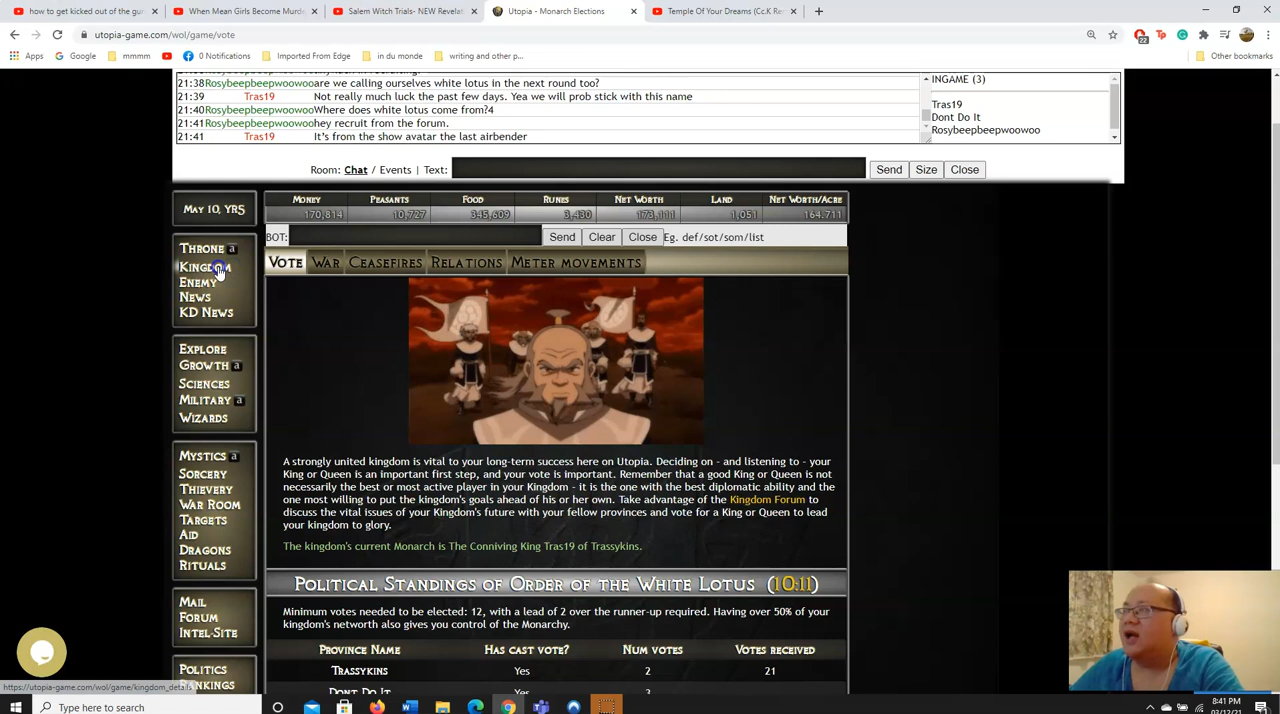 how to get kicked out of the gu
When Mean Girls Become Murde
Salem Witch Trials- NEW Revelat
Utopia - Monarch Elections
Temple Of Your Dreams (Cc.K Re
utopia-game.com/wol/game/vote
22
Apps
Google
mmmm
0 Notifications
Imported From Edge
in du monde
writing and other p...
Other bookmarks
21:38 Rosybeepbeepwoowoo are we calling ourselves white lotus in the next round too?
21:39 Tras19 Not really much luck the past few days. Yea we will prob stick with this name
21:40 Rosybeepbeepwoowoo Where does white lotus come from?4
21:41 Rosybeepbeepwoowoo hey recruit from the forum.
21:41 Tras19 It's from the show avatar the last airbender
INGAME (3)
Tras19
Dont Do It
Rosybeepbeepwoowoo
Room: Chat / Events | Text:
Send
Size
Close
May 10, YR5
Money Peasants Food Runes Net Worth Land Net Worth/Acre
170,814 10,727 345,609 3,430 173,111 1,051 164.711
BOT:
Send
Clear
Close
Eg. def/sot/som/list
Throne a
Kingdom
Enemy
News
KD News
Explore
Growth a
Sciences
Military a
Wizards
Mystics a
Sorcery
Thievery
War Room
Targets
Aid
Dragons
Rituals
Mail
Forum
Intel-Site
Politics
Rankings
Vote War Ceasefires Relations Meter movements
A strongly united kingdom is vital to your long-term success here on Utopia. Deciding on - and listening to - your
King or Queen is an important first step, and your vote is important. Remember that a good King or Queen is not
necessarily the best or most active player in your Kingdom - it is the one with the best diplomatic ability and the
one most willing to put the kingdom's goals ahead of his or her own. Take advantage of the Kingdom Forum to
discuss the vital issues of your Kingdom's future with your fellow provinces and vote for a King or Queen to lead
your kingdom to glory.
The kingdom's current Monarch is The Conniving King Tras19 of Trassykins.
Political Standings of Order of the White Lotus (10:11)
Minimum votes needed to be elected: 12, with a lead of 2 over the runner-up required. Having over 50% of your
kingdom's networth also gives you control of the Monarchy.
Province Name Has cast vote? Num votes Votes received
Trassykins Yes 2 21
Dont Do It Yes 3
https://utopia-game.com/wol/game/kingdom_details
Type here to search
8:41 PM
03/12/21